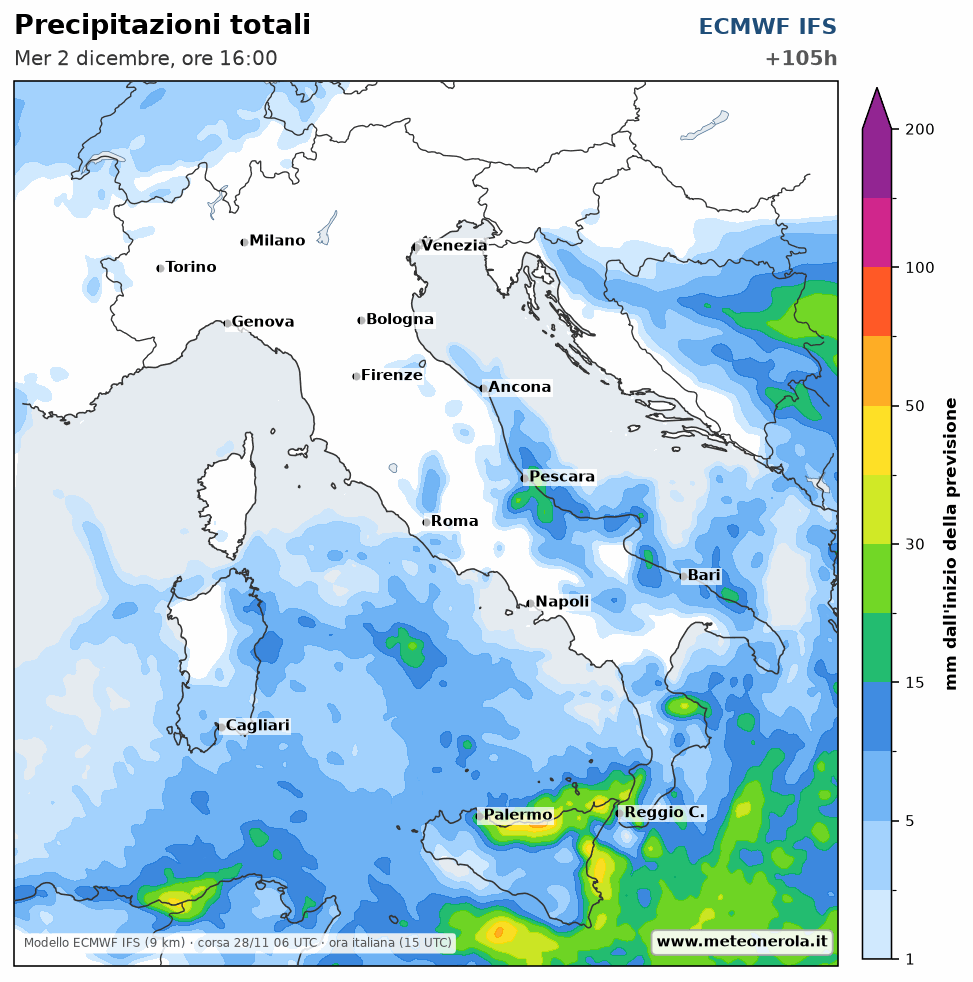 Precipitazioni totali
ECMWF IFS
Mer 2 dicembre, ore 16:00
+105h
200
100
50
30
15
5
1
mm dall'inizio della previsione
Milano
Venezia
Torino
Genova
Bologna
Firenze
Ancona
Pescara
Roma
Bari
Napoli
Cagliari
Palermo
Reggio C.
Modello ECMWF IFS (9 km) · corsa 28/11 06 UTC · ora italiana (15 UTC)
www.meteonerola.it